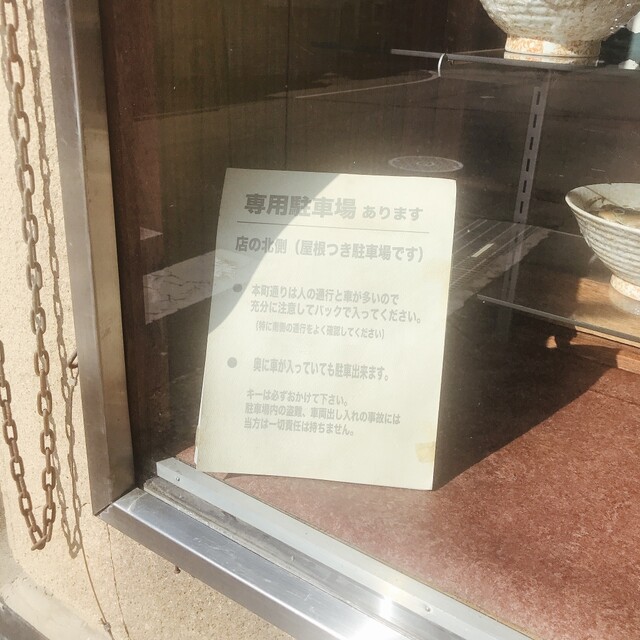 専用駐車場 あります
店の北側（屋根つき駐車場です）
● 本町通りは人の通行と車が多いので
充分に注意してバックで入ってください。
(特に歩道の通行をよく確認してください)
● 奥に車が入っていても駐車出来ます。
キーは必ずおかけて下さい。
駐車場内の盗難、車両出し入れの事故には
当方は一切責任は持ちません。